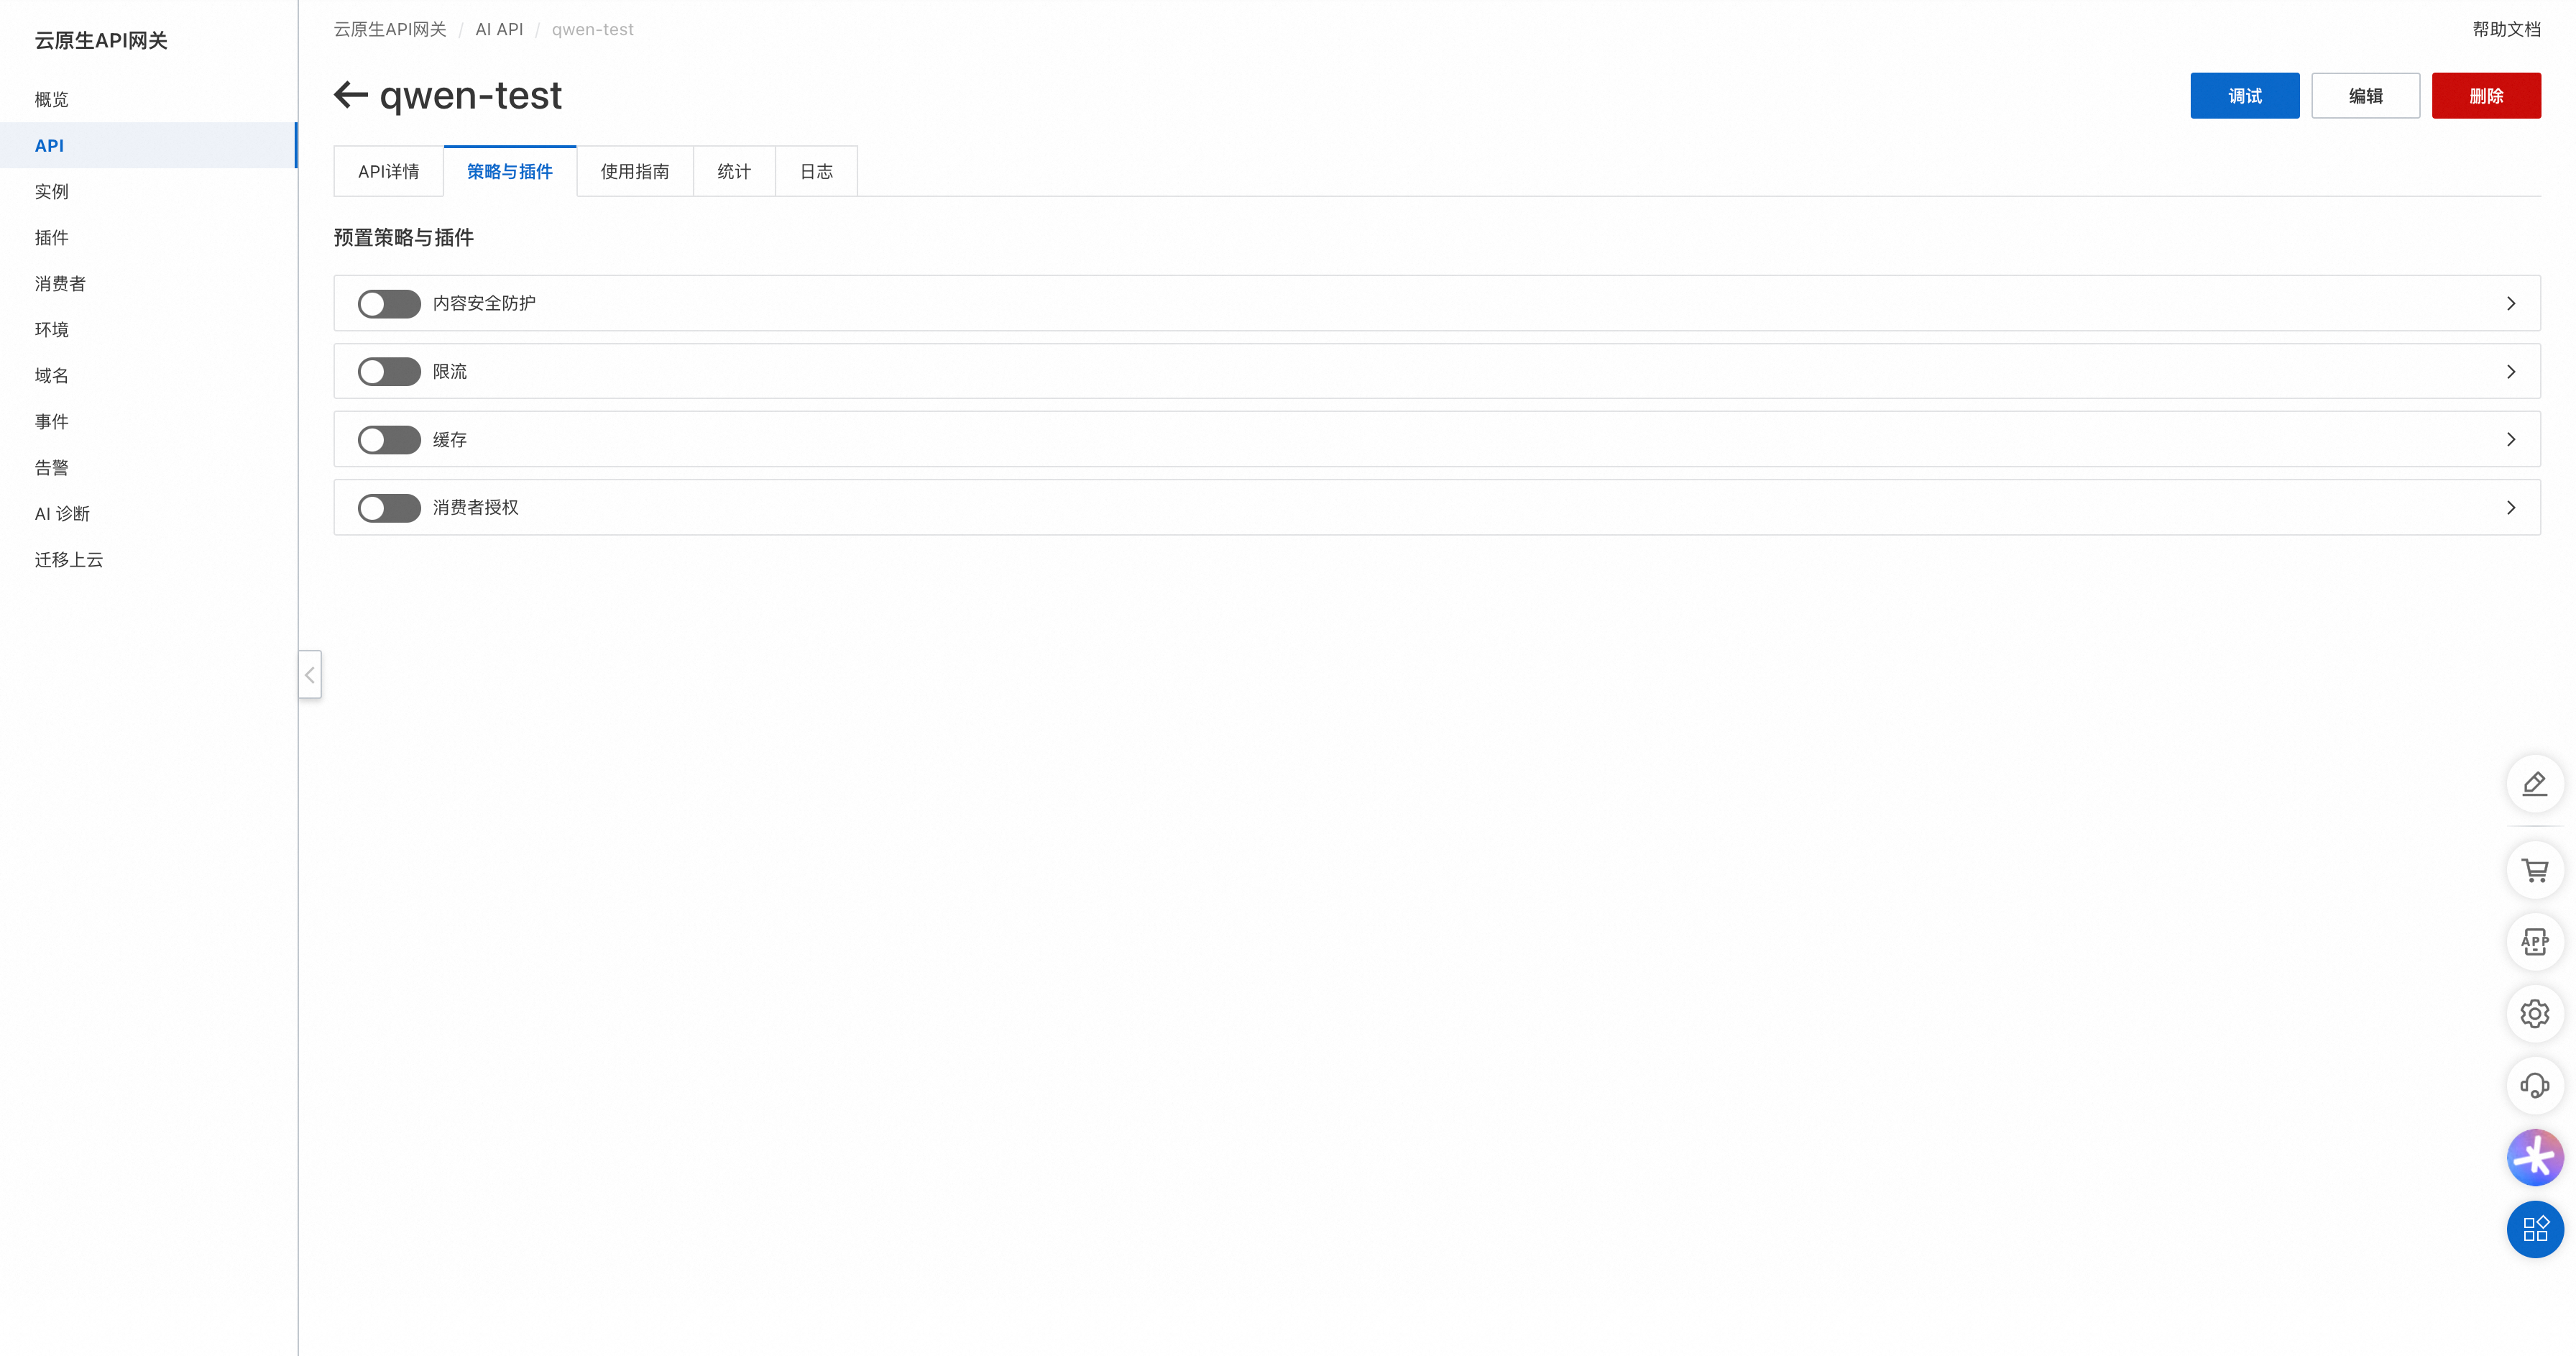 云原生API网关
概览
API
实例
插件
消费者
环境
域名
事件
告警
AI 诊断
迁移上云
云原生API网关 / AI API / qwen-test
帮助文档
qwen-test
调试
编辑
删除
API详情
策略与插件
使用指南
统计
日志
预置策略与插件
内容安全防护
限流
缓存
消费者授权
APP